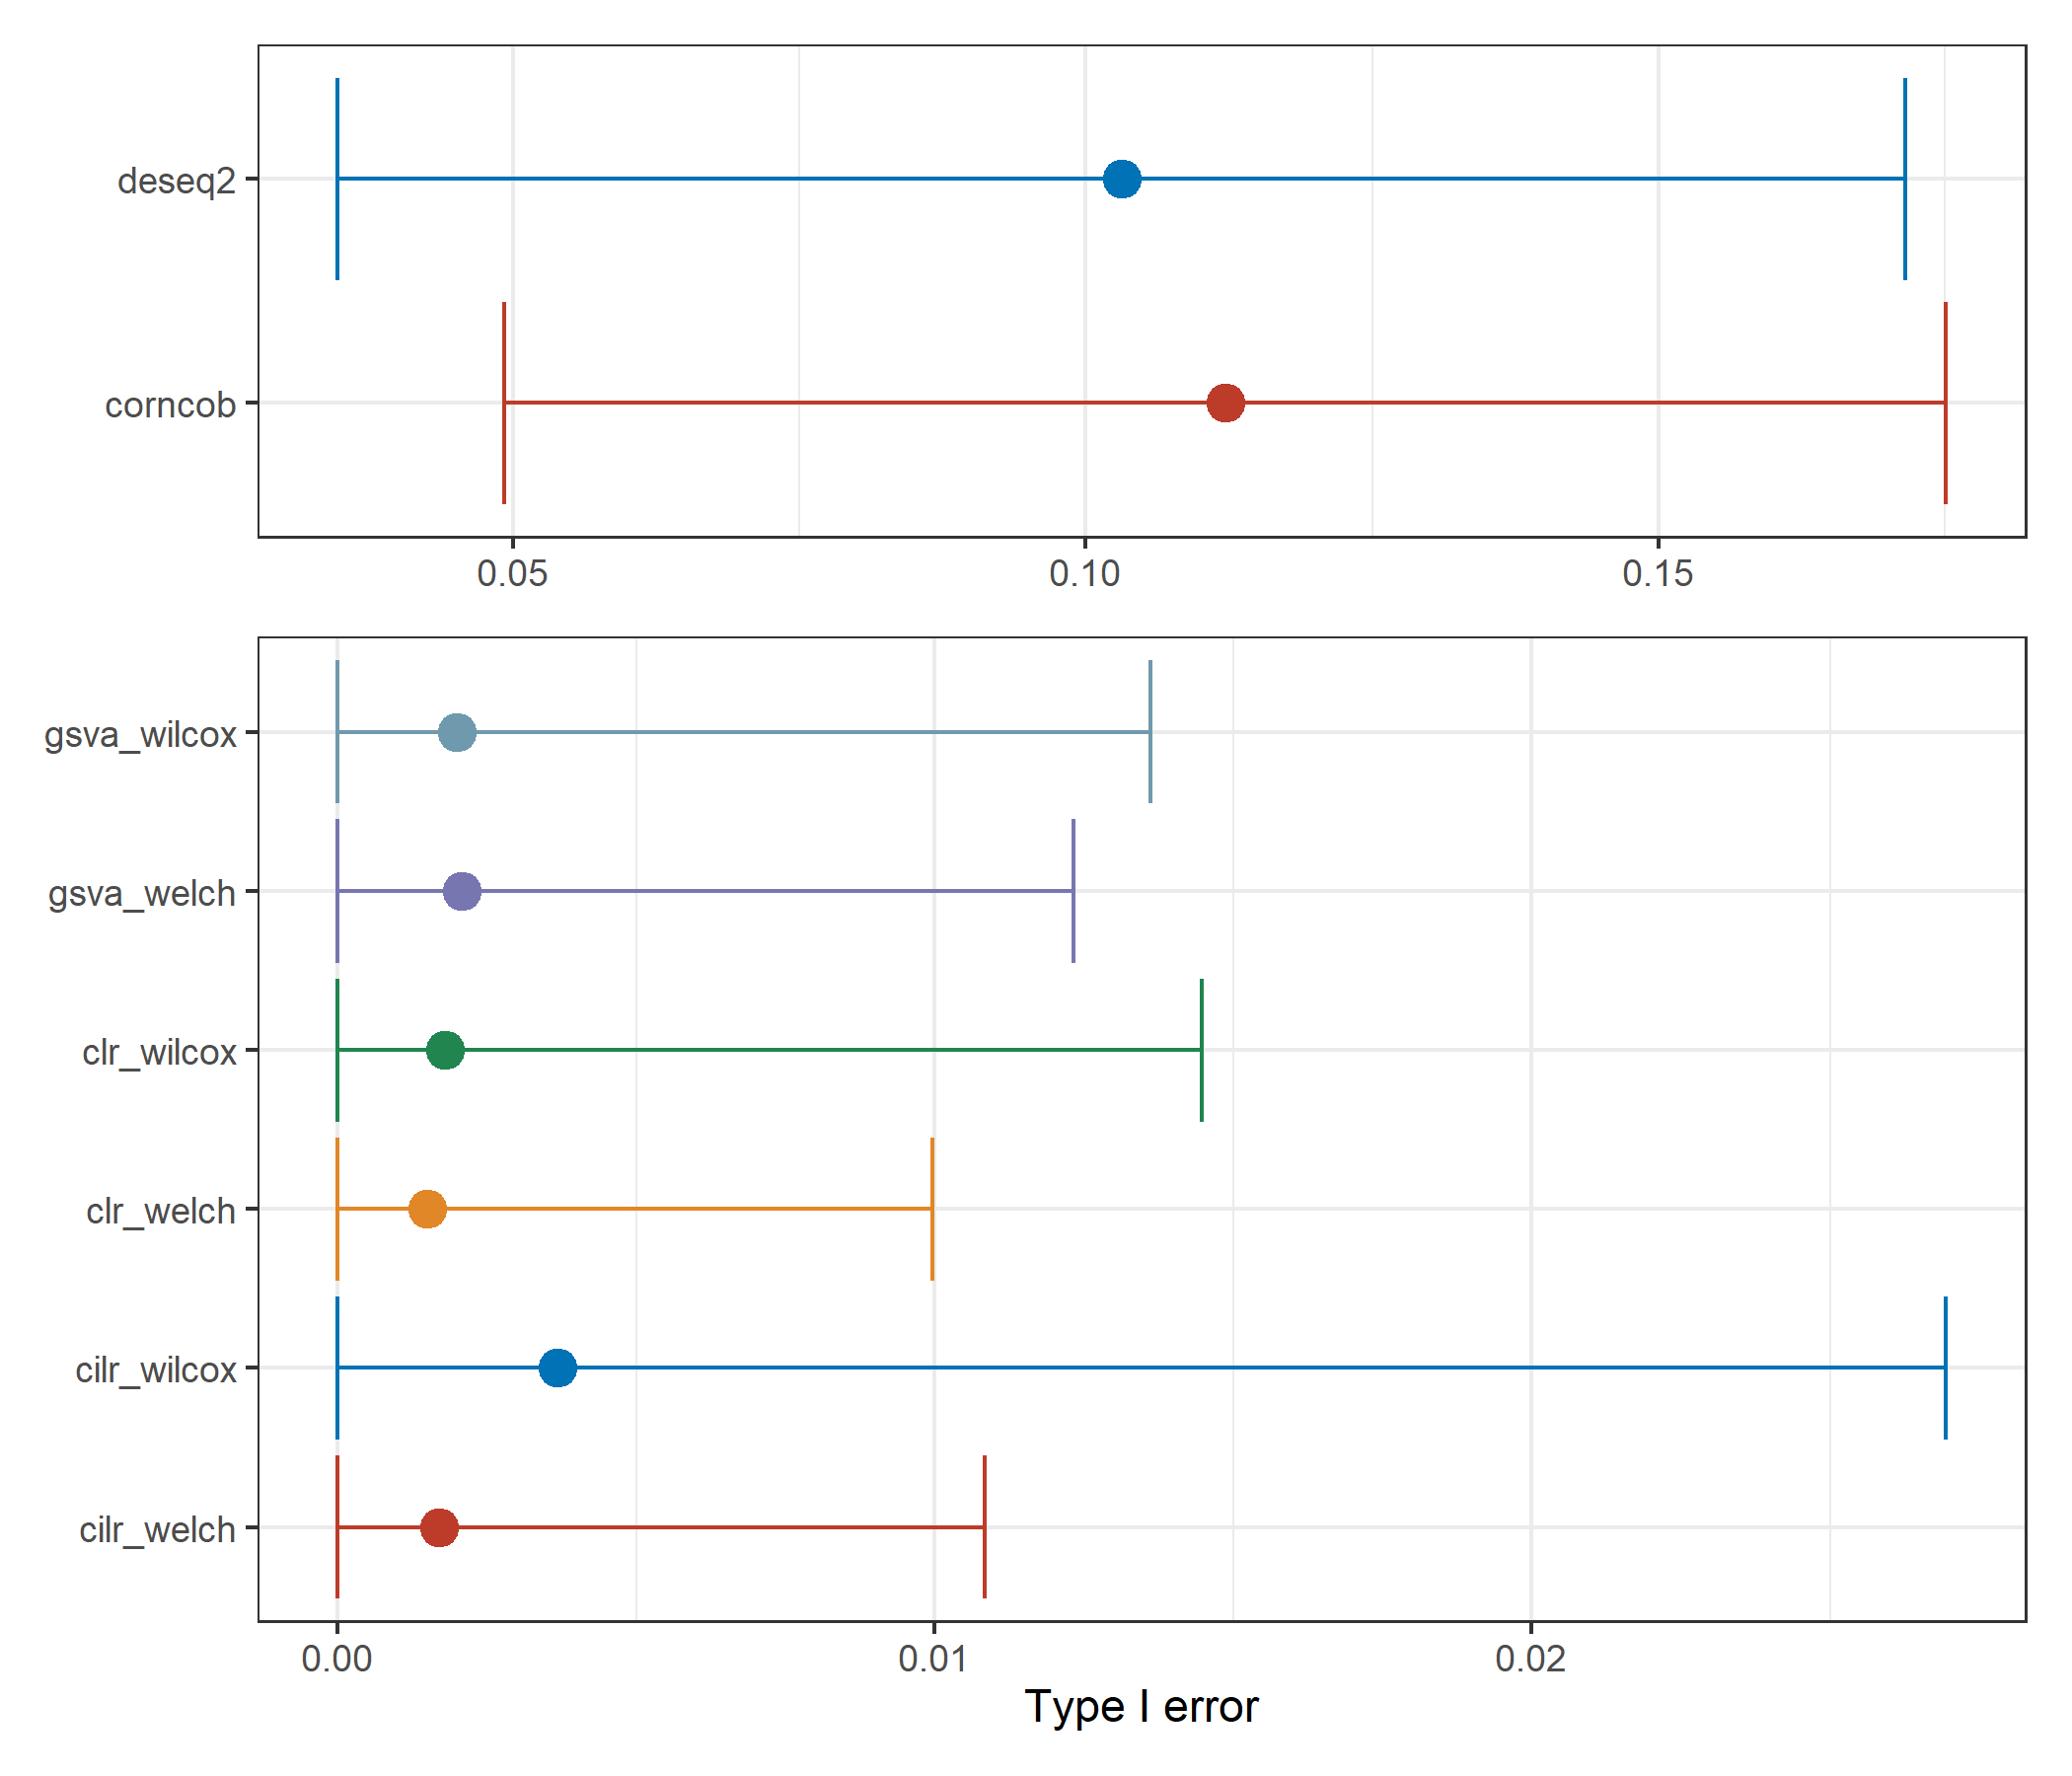 deseq2
corncob
0.05 0.10 0.15
gsva_wilcox
gsva_welch
clr_wilcox
clr_welch
cilr_wilcox
cilr_welch
0.00 0.01 0.02
Type I error